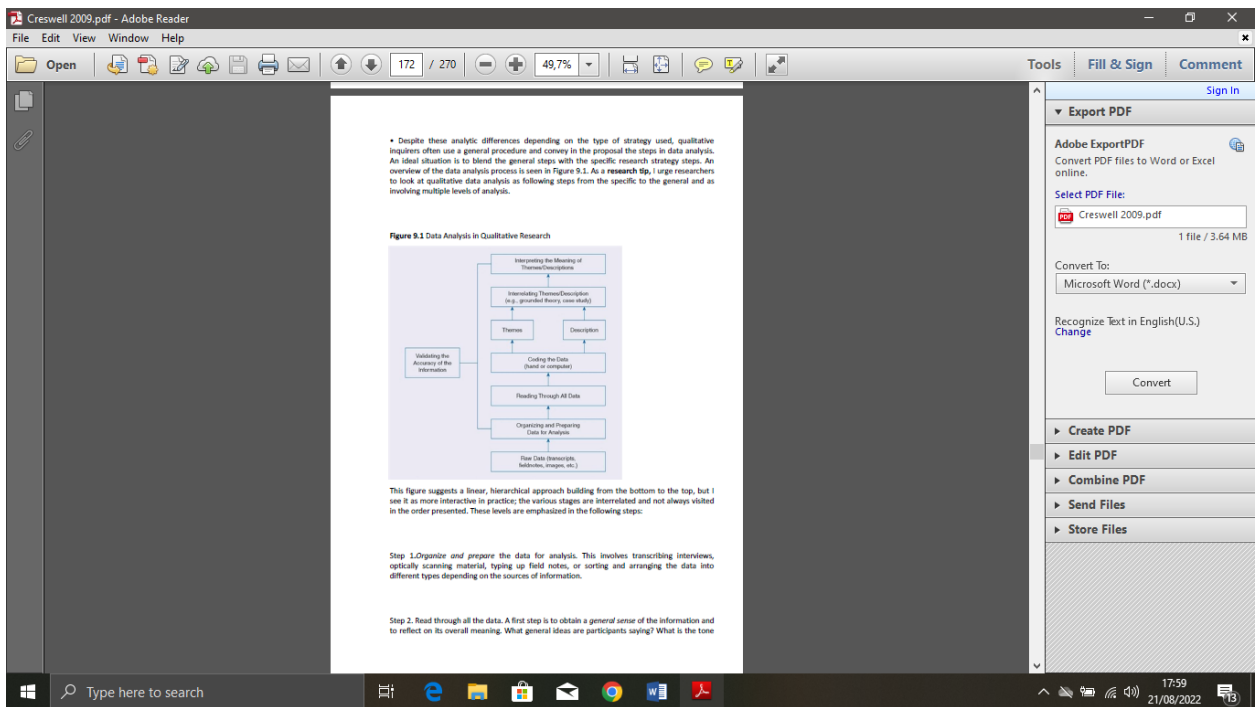 Creswell 2009.pdf - Adobe Reader
File Edit View Window Help
Open 172 / 270 49,7% Tools Fill & Sign Comment
Sign In
• Despite these analytic differences depending on the type of strategy used, qualitative
inquirers often use a general procedure and convey in the proposal the steps in data analysis.
An ideal situation is to blend the general steps with the specific research strategy steps. An
overview of the data analysis process is seen in Figure 9.1. As a research tip, I urge researchers
to look at qualitative data analysis as following steps from the specific to the general and as
involving multiple levels of analysis.
Figure 9.1 Data Analysis in Qualitative Research
Interpreting the Meaning of
Themes/Descriptions
Interrelating Themes/Description
(e.g., grounded theory, case study)
Themes
Description
Validating the
Accuracy of the
Information
Coding the Data
(hand or computer)
Reading Through All Data
Organizing and Preparing
Data for Analysis
Raw Data (transcripts,
fieldnotes, images, etc.)
This figure suggests a linear, hierarchical approach building from the bottom to the top, but I
see it as more interactive in practice; the various stages are interrelated and not always visited
in the order presented. These levels are emphasized in the following steps:
Step 1.Organize and prepare the data for analysis. This involves transcribing interviews,
optically scanning material, typing up field notes, or sorting and arranging the data into
different types depending on the sources of information.
Step 2. Read through all the data. A first step is to obtain a general sense of the information and
to reflect on its overall meaning. What general ideas are participants saying? What is the tone
Export PDF
Adobe ExportPDF
Convert PDF files to Word or Excel
online.
Select PDF File:
Creswell 2009.pdf
1 file / 3.64 MB
Convert To:
Microsoft Word (*.docx)
Recognize Text in English(U.S.)
Change
Convert
Create PDF
Edit PDF
Combine PDF
Send Files
Store Files
Type here to search
17:59
21/08/2022
13